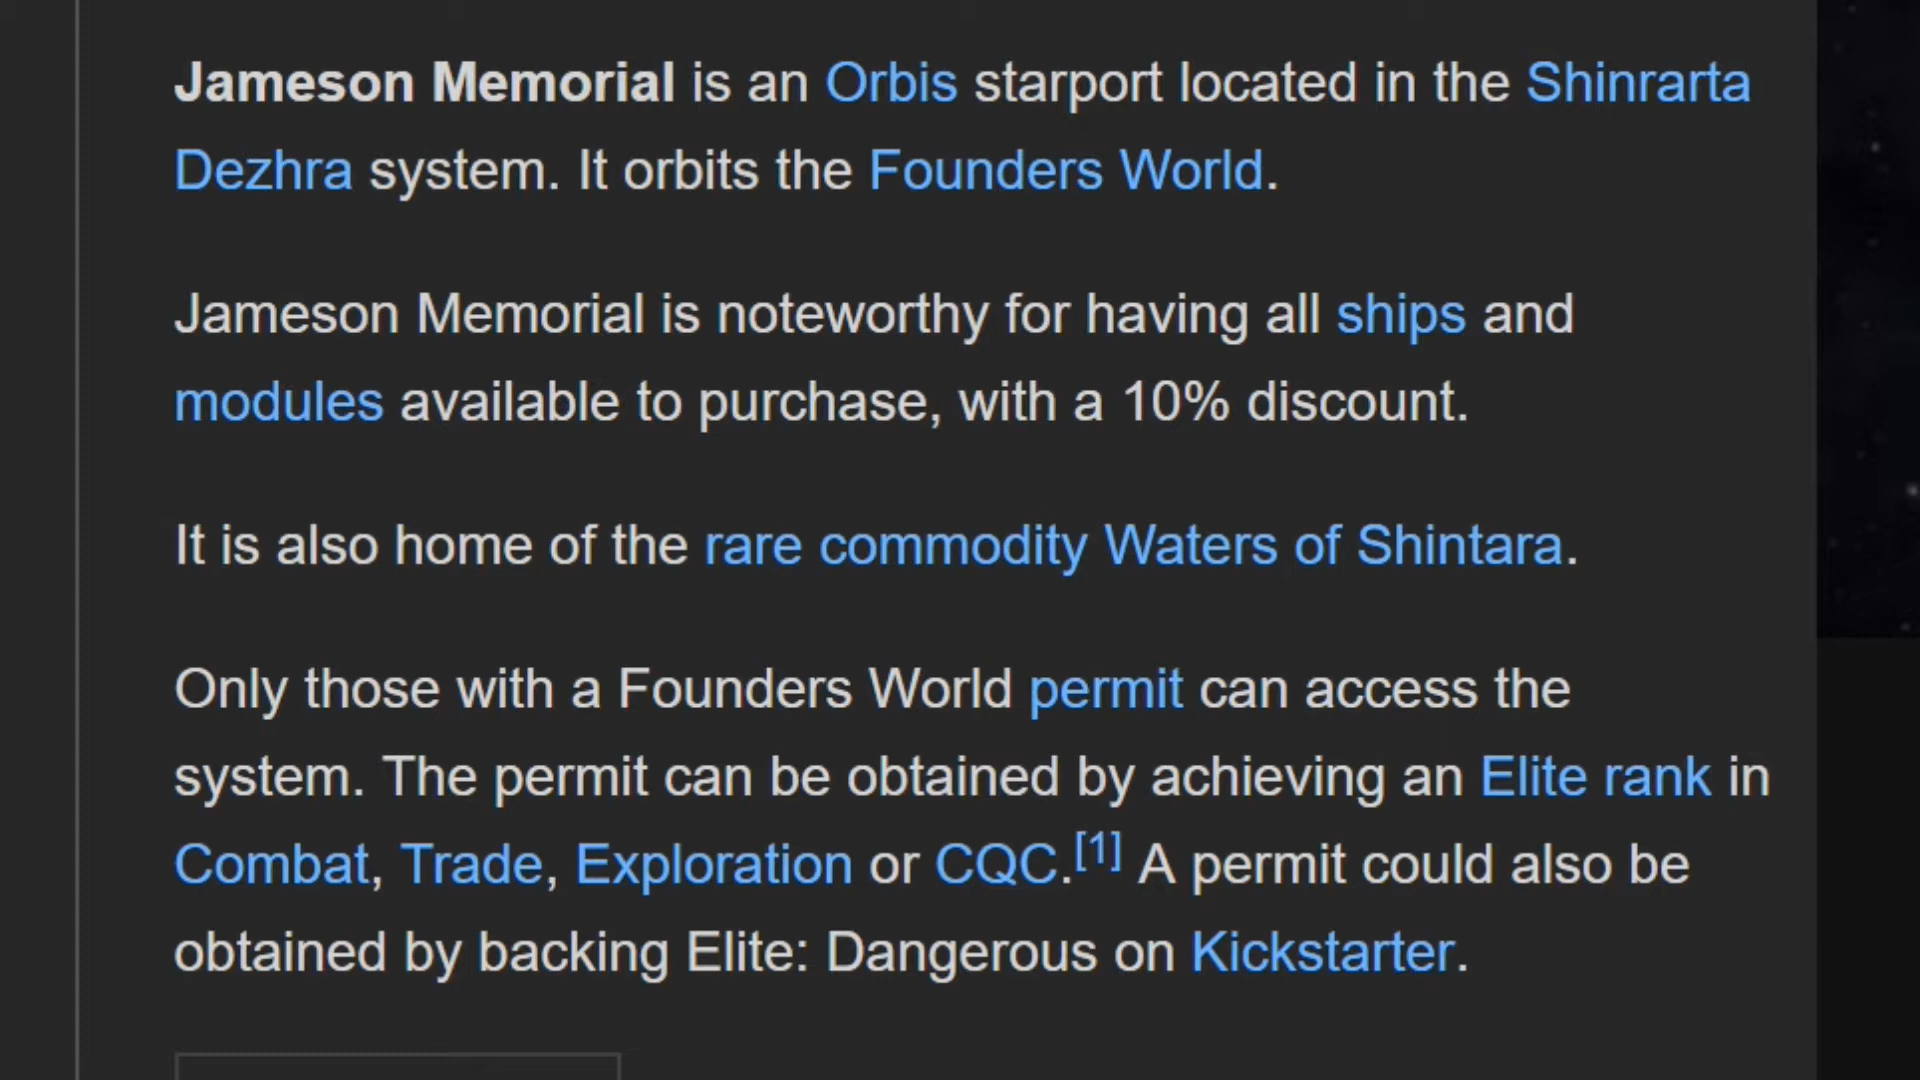 Jameson Memorial is an Orbis starport located in the Shinrarta
Dezhra system. It orbits the Founders World.
Jameson Memorial is noteworthy for having all ships and
modules available to purchase, with a 10% discount.
It is also home of the rare commodity Waters of Shintara.
Only those with a Founders World permit can access the
system. The permit can be obtained by achieving an Elite rank in
Combat, Trade, Exploration or CQC.[1] A permit could also be
obtained by backing Elite: Dangerous on Kickstarter.